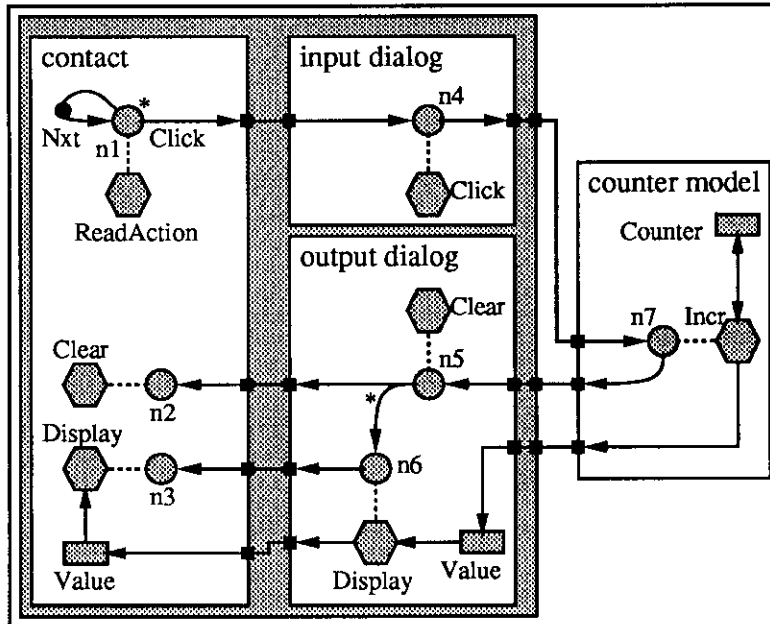 contact
*
Nxt
n1
Click
ReadAction
Clear
n2
Display
n3
Value
input dialog
n4
Click
output dialog
Clear
n5
*
n6
Display
Value
counter model
Counter
n7
Incr